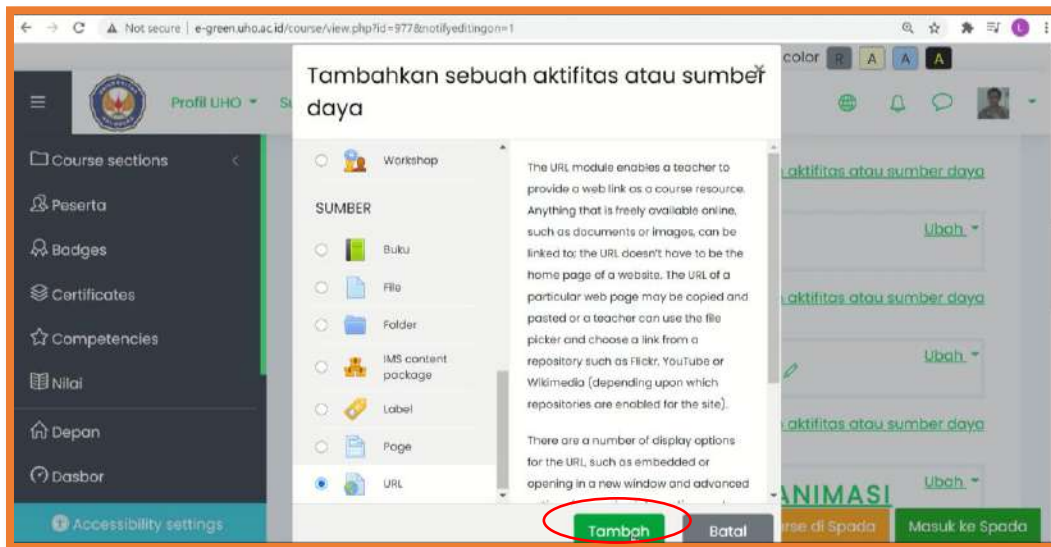 Not secure | e-green.uho.ac.id/course/view.php?id=977&notifyeditingon=1
color R A A A
Profil UHO
Tambahkan sebuah aktifitas atau sumber daya
Course sections
Peserta
Badges
Certificates
Competencies
Nilai
Depan
Dasbor
Accessibility settings
Workshop
SUMBER
Buku
File
Folder
IMS content
package
Label
Page
URL
The URL module enables a teacher to
provide a web link as a course resource.
Anything that is freely available online,
such as documents or images, can be
linked to; the URL doesn't have to be the
home page of a website. The URL of a
particular web page may be copied and
pasted or a teacher can use the file
picker and choose a link from a
repository such as Flickr, YouTube or
Wikimedia (depending upon which
repositories are enabled for the site).
There are a number of display options
for the URL, such as embedded or
opening in a new window and advanced
Tambah
Batal
aktifitas atau sumber daya
Ubah
aktifitas atau sumber daya
Ubah
aktifitas atau sumber daya
Ubah
ANIMASI
rse di Spada
Masuk ke Spada